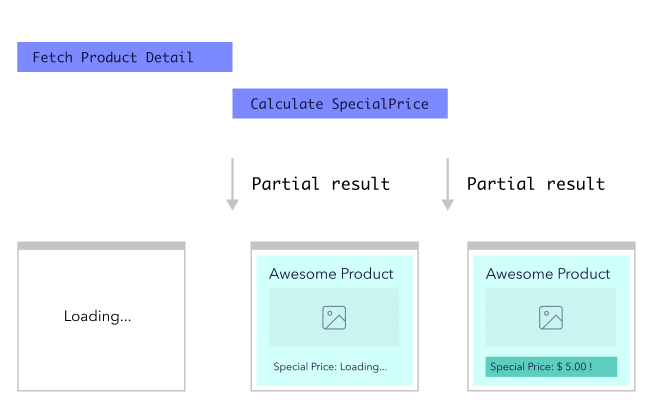 Fetch Product Detail
Calculate SpecialPrice
Partial result
Partial result
Loading...
Awesome Product
Special Price: Loading...
Awesome Product
Special Price: $ 5.00 !